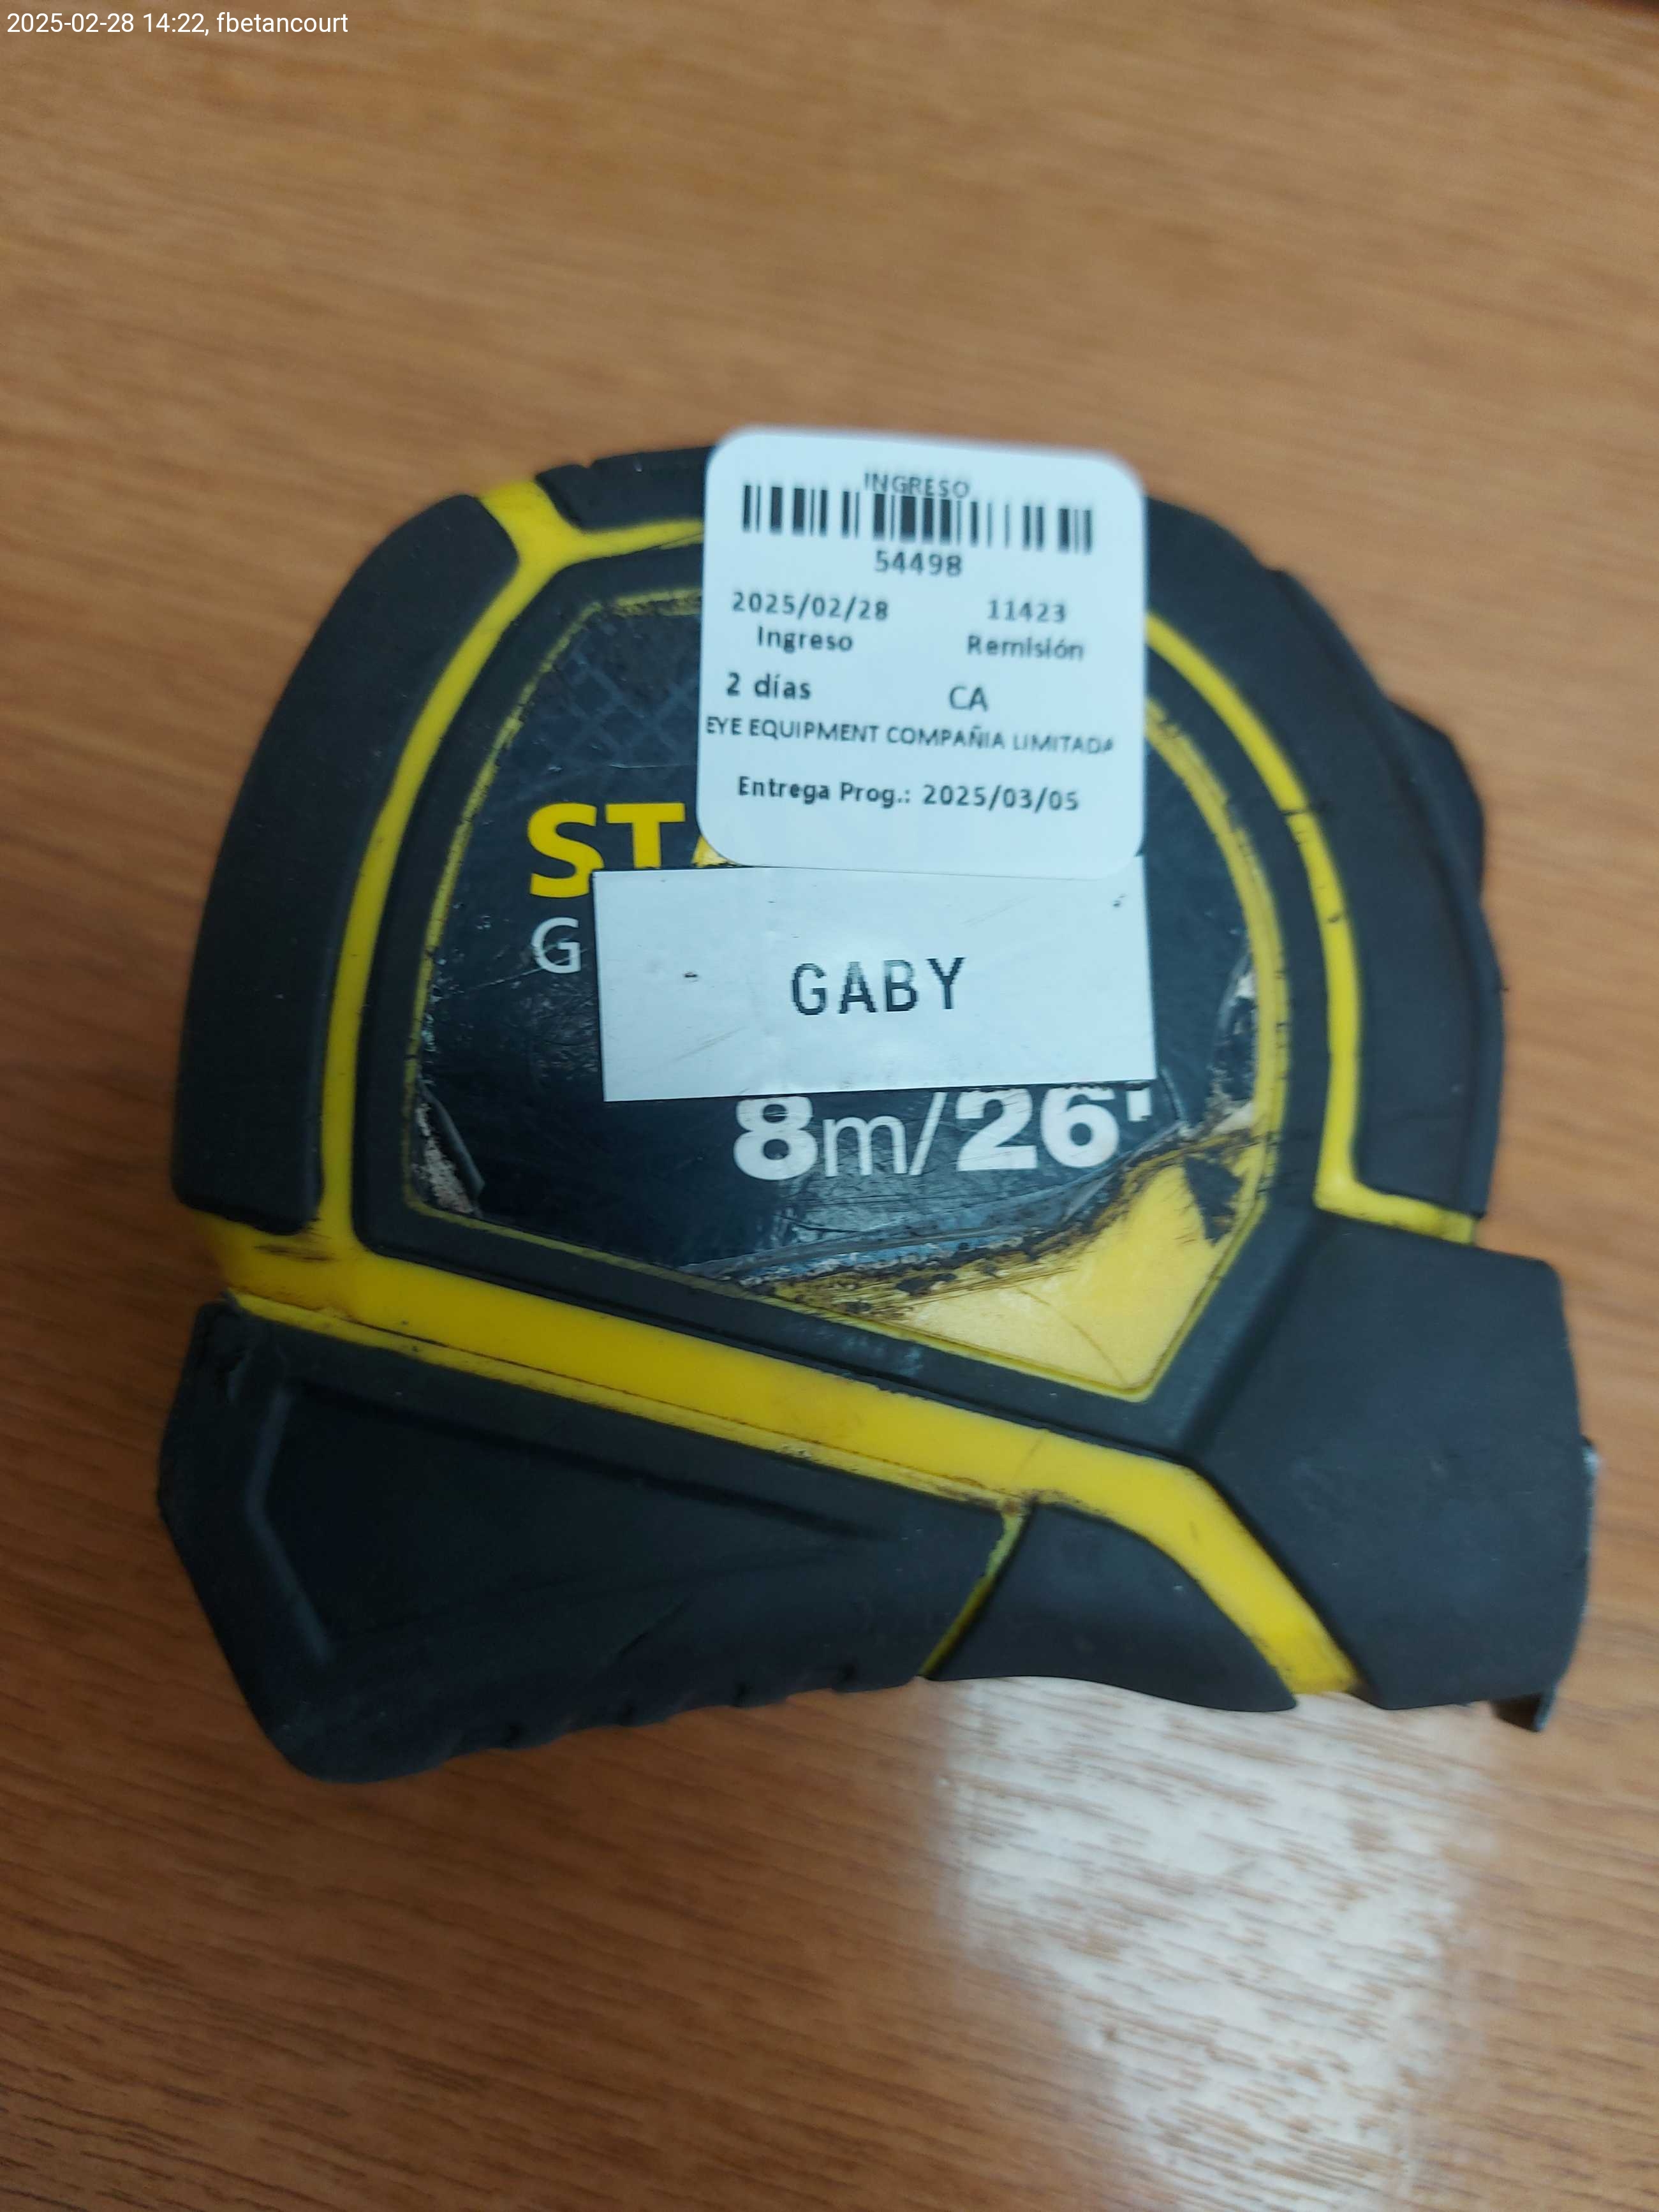 2025-02-28 14:22, fbetancourt
INGRESO
54498
2025/02/28 11423
Ingreso Remisión
2 días CA
EYE EQUIPMENT COMPAÑIA LIMITADA
Entrega Prog.: 2025/03/05
ST
G
GABY
8m/26'